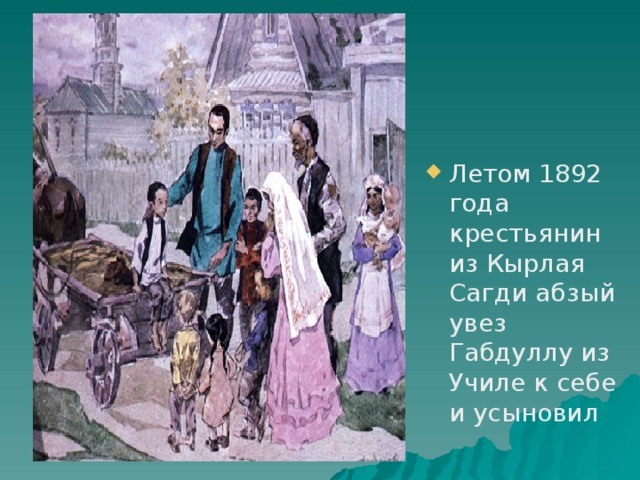 Летом 1892
года
крестьянин
из Кырлая
Сагди абзый
увез
Габдуллу из
Училе к себе
и усыновил